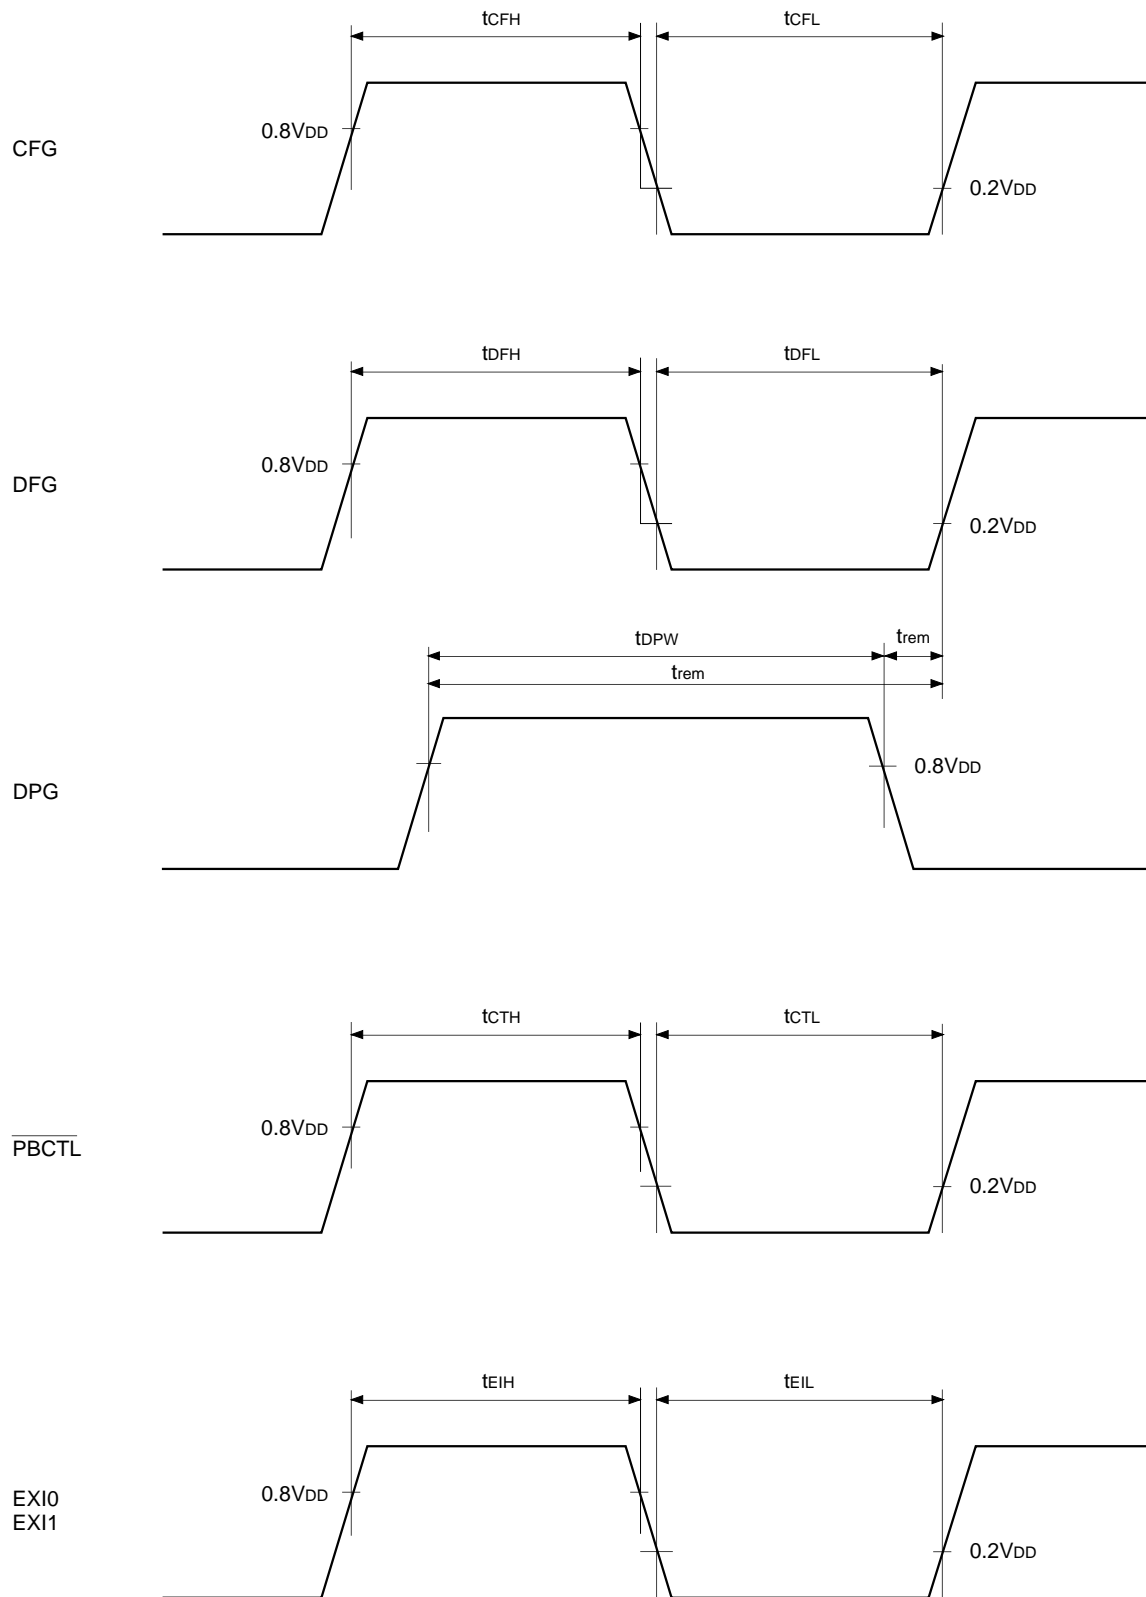 tCFH tCFL
0.8VDD
CFG
0.2VDD
tDFH tDFL
0.8VDD
DFG
0.2VDD
tDPW trem
trem
0.8VDD
DPG
tCTH tCTL
0.8VDD
PBCTL
0.2VDD
tEIH tEIL
0.8VDD
EXI0
EXI1
0.2VDD